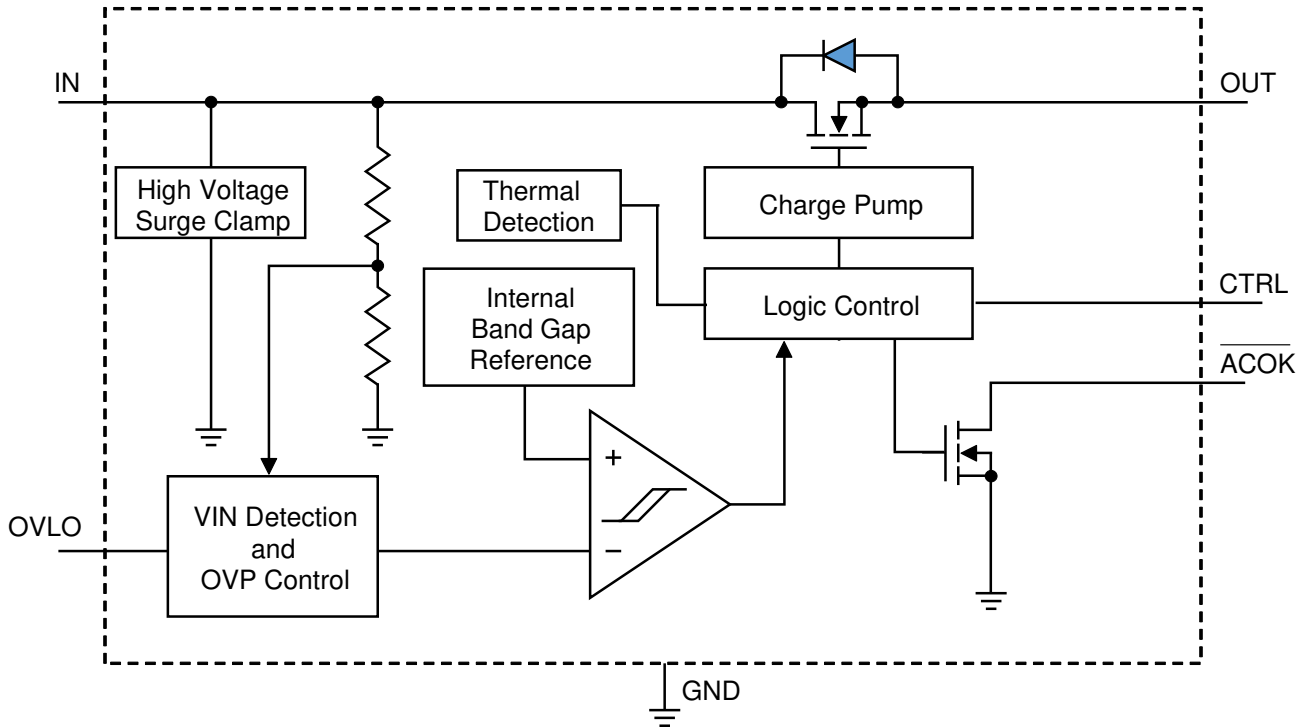 IN
OUT
High Voltage
Surge Clamp
Thermal
Detection
Charge Pump
Internal
Band Gap
Reference
Logic Control
CTRL
ACOK
+
VIN Detection
and
OVP Control
OVLO
−
GND